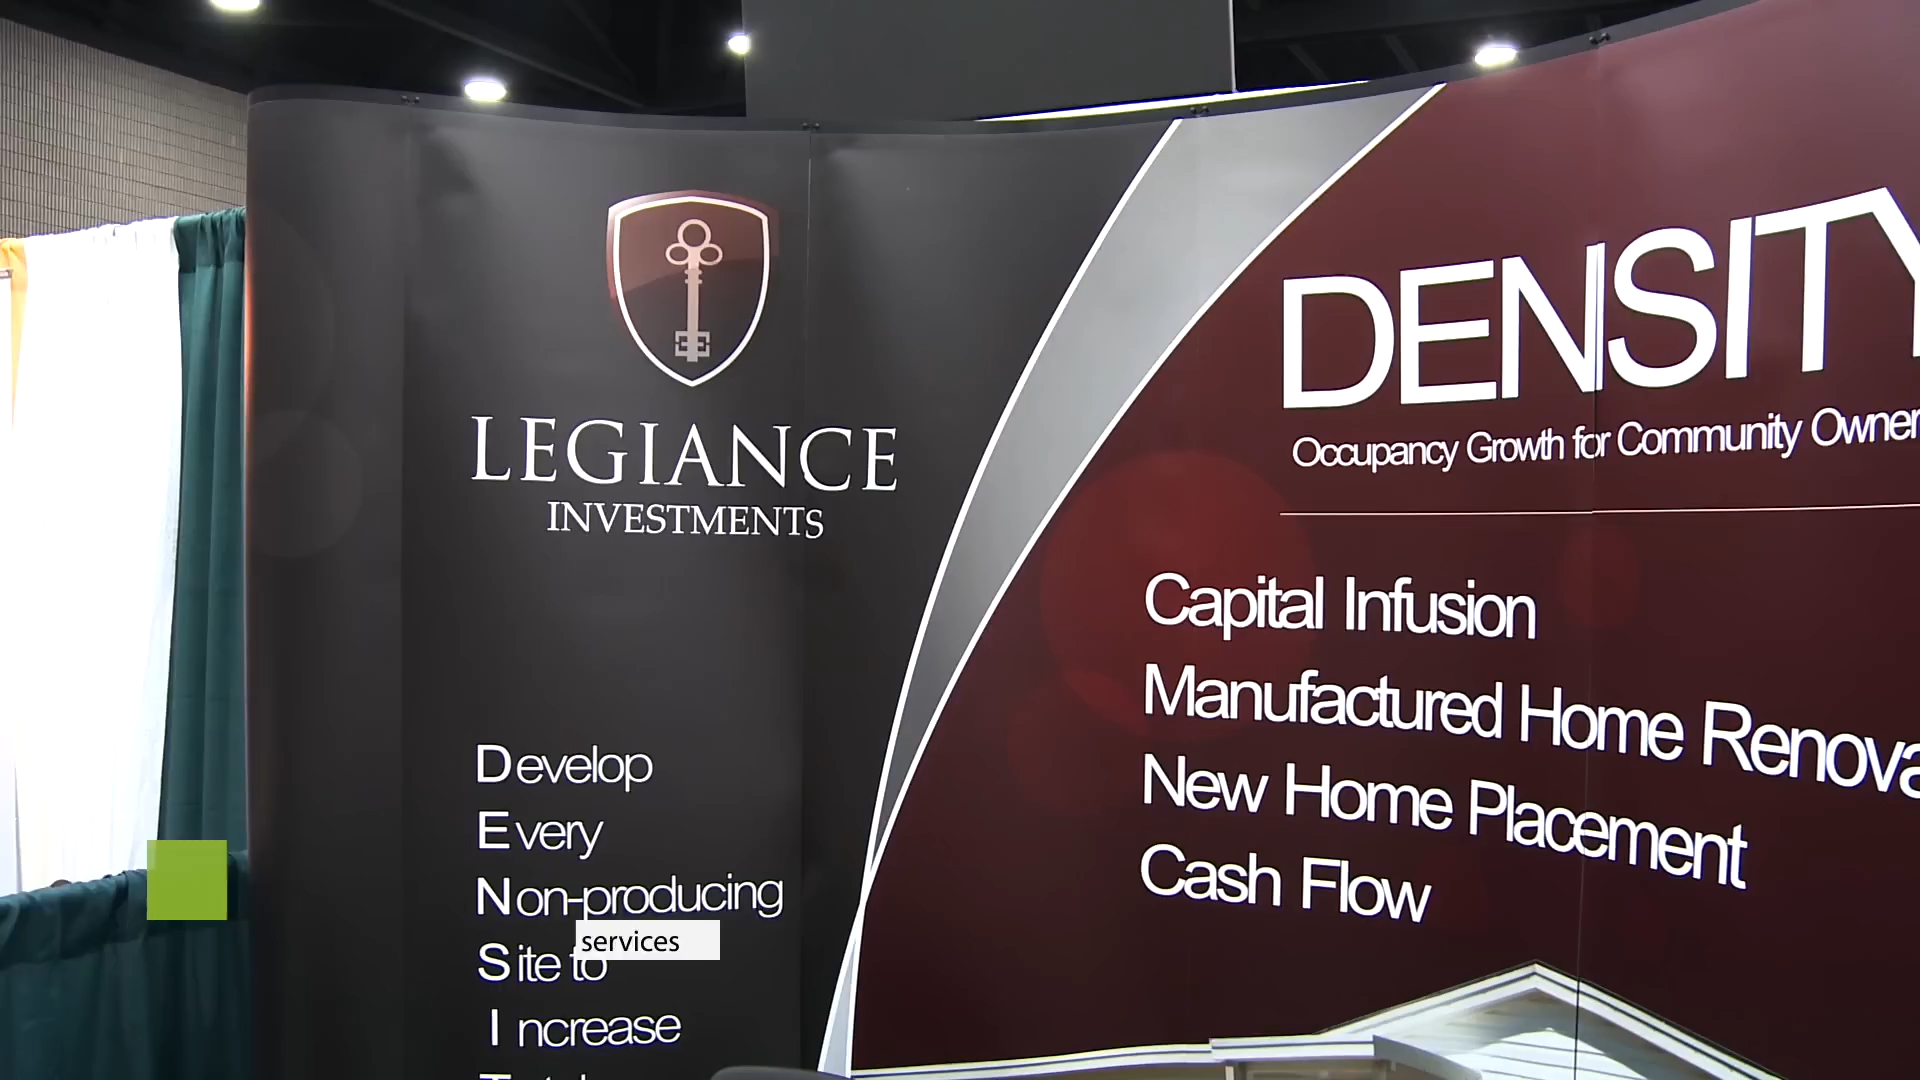 LEGIANCE
INVESTMENTS
Develop
Every
Non-producing
Site to
Increase
services
DENSITY
Occupancy Growth for Community Owner
Capital Infusion
Manufactured Home Renova
New Home Placement
Cash Flow